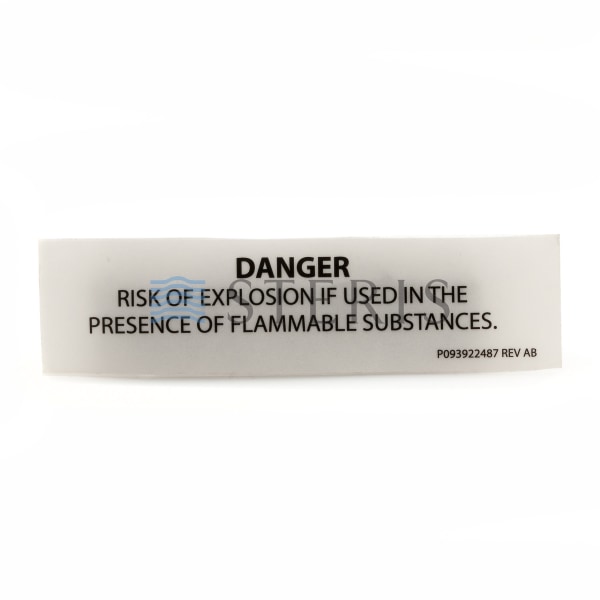 DANGER
RISK OF EXPLOSION IF USED IN THE
PRESENCE OF FLAMMABLE SUBSTANCES.
P093922487 REV AB
STERIS